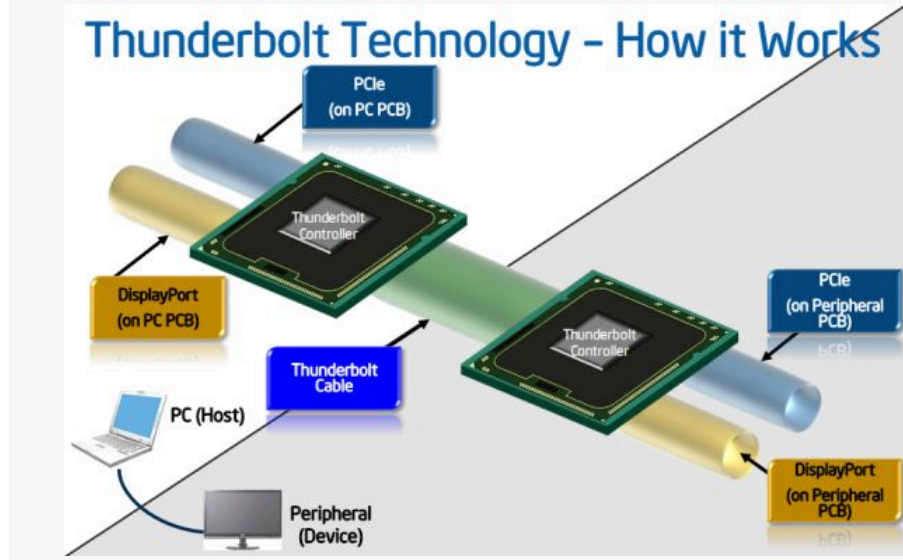 Thunderbolt Technology – How it Works
PCIe
(on PC PCB)
Thunderbolt
Controller
DisplayPort
(on PC PCB)
Thunderbolt
Cable
Thunderbolt
Controller
PCIe
(on Peripheral
PCB)
PC (Host)
Peripheral
(Device)
DisplayPort
(on Peripheral
PCB)